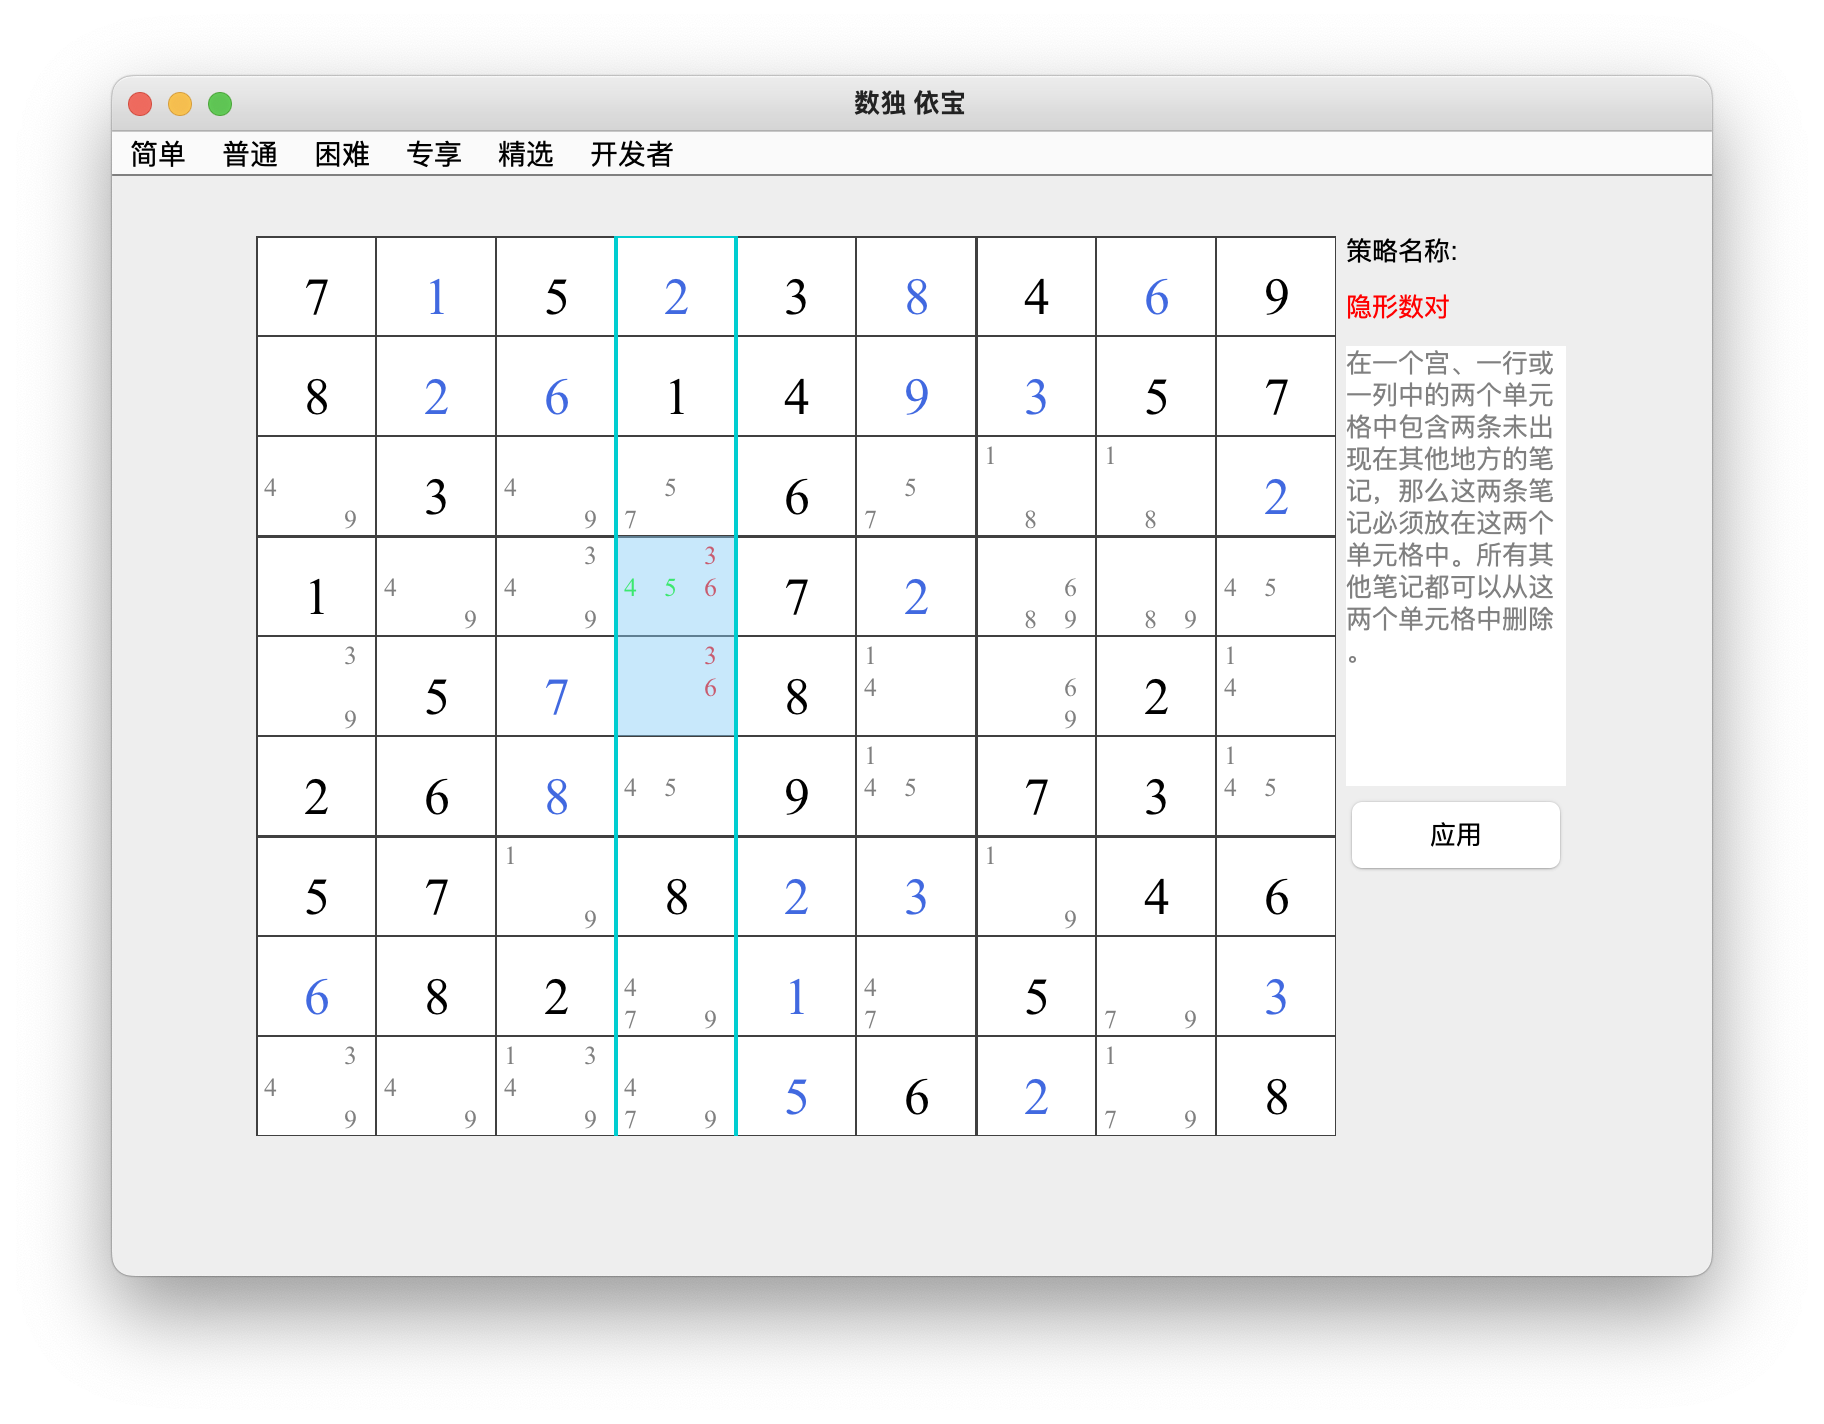 数独 依宝
简单 普通 困难 专享 精选 开发者
7 1 5 2 3 8 4 6 9
8 2 6 1 4 9 3 5 7
1 1
4 4 5 5
3 6 2
9 9 7 7 8 8
3 3
4 4 4 5 6 6 4 5
1 7 2
9 9 8 9 8 9
3 3 1 1
6 4 6 4
5 7 8 2
9 9
1 1
4 5 4 5 4 5
2 6 8 9 7 3
1 1
5 7 8 2 3 4 6
9 9
4 4
6 8 2 1 5 3
7 9 7 7 9
3 1 3 1
4 4 4 4
5 6 2 8
9 9 9 7 9 7 9
策略名称:
隐形数对
在一个宫、一行或
一列中的两个单元
格中包含两条未出
现在其他地方的笔
记，那么这两条笔
记必须放在这两个
单元格中。所有其
他笔记都可以从这
两个单元格中删除
。
应用